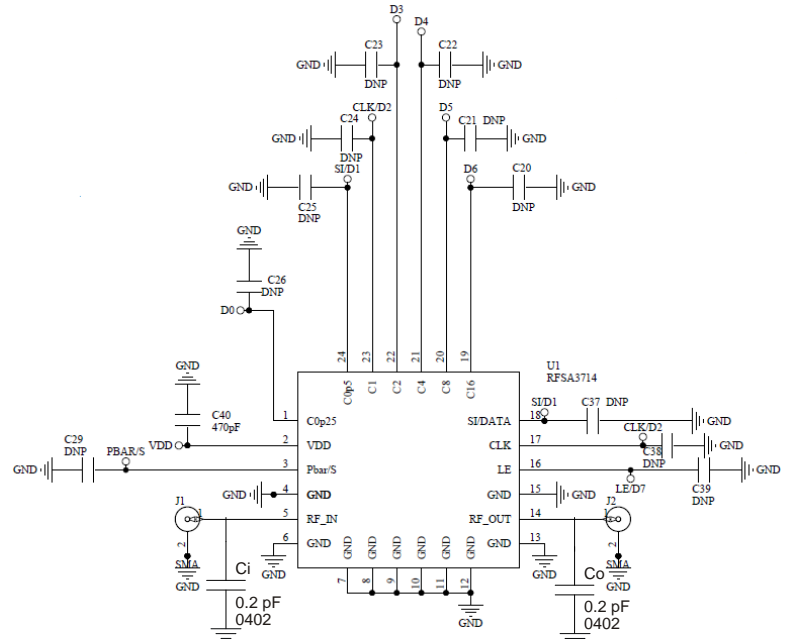 D3
D4
C23
C22
GND
GND
DNP
DNP
CLK/D2
D5
C24
C21 DNP
GND
GND
DNP
SI/D1
D6
C20
GND
GND
C25
DNP
DNP
GND
C26
DNP
D0
24
23
22
21
20
19
U1
RFSA3714
C0p5
C1
C2
C4
C8
C16
GND
C40
470pF
1
C0p25
SI/DATA
18
SI/D1
C37 DNP
GND
VDD
2
VDD
CLK
17
CLK/D2
GND
C38
DNP
C29
DNP
PBAR/S
GND
3
Pbar/S
LE
16
GND
LE/D7
C39
DNP
GND
4
GND
GND
15
GND
J1
1
5
RF_IN
RF_OUT
14
1
J2
2
6
GND
GND
13
2
SMA
GND
GND
GND
SMA
GND
GND
GND
GND
GND
GND
GND
7
8
9
10
11
12
GND
Ci
0.2 pF
0402
Co
0.2 pF
0402